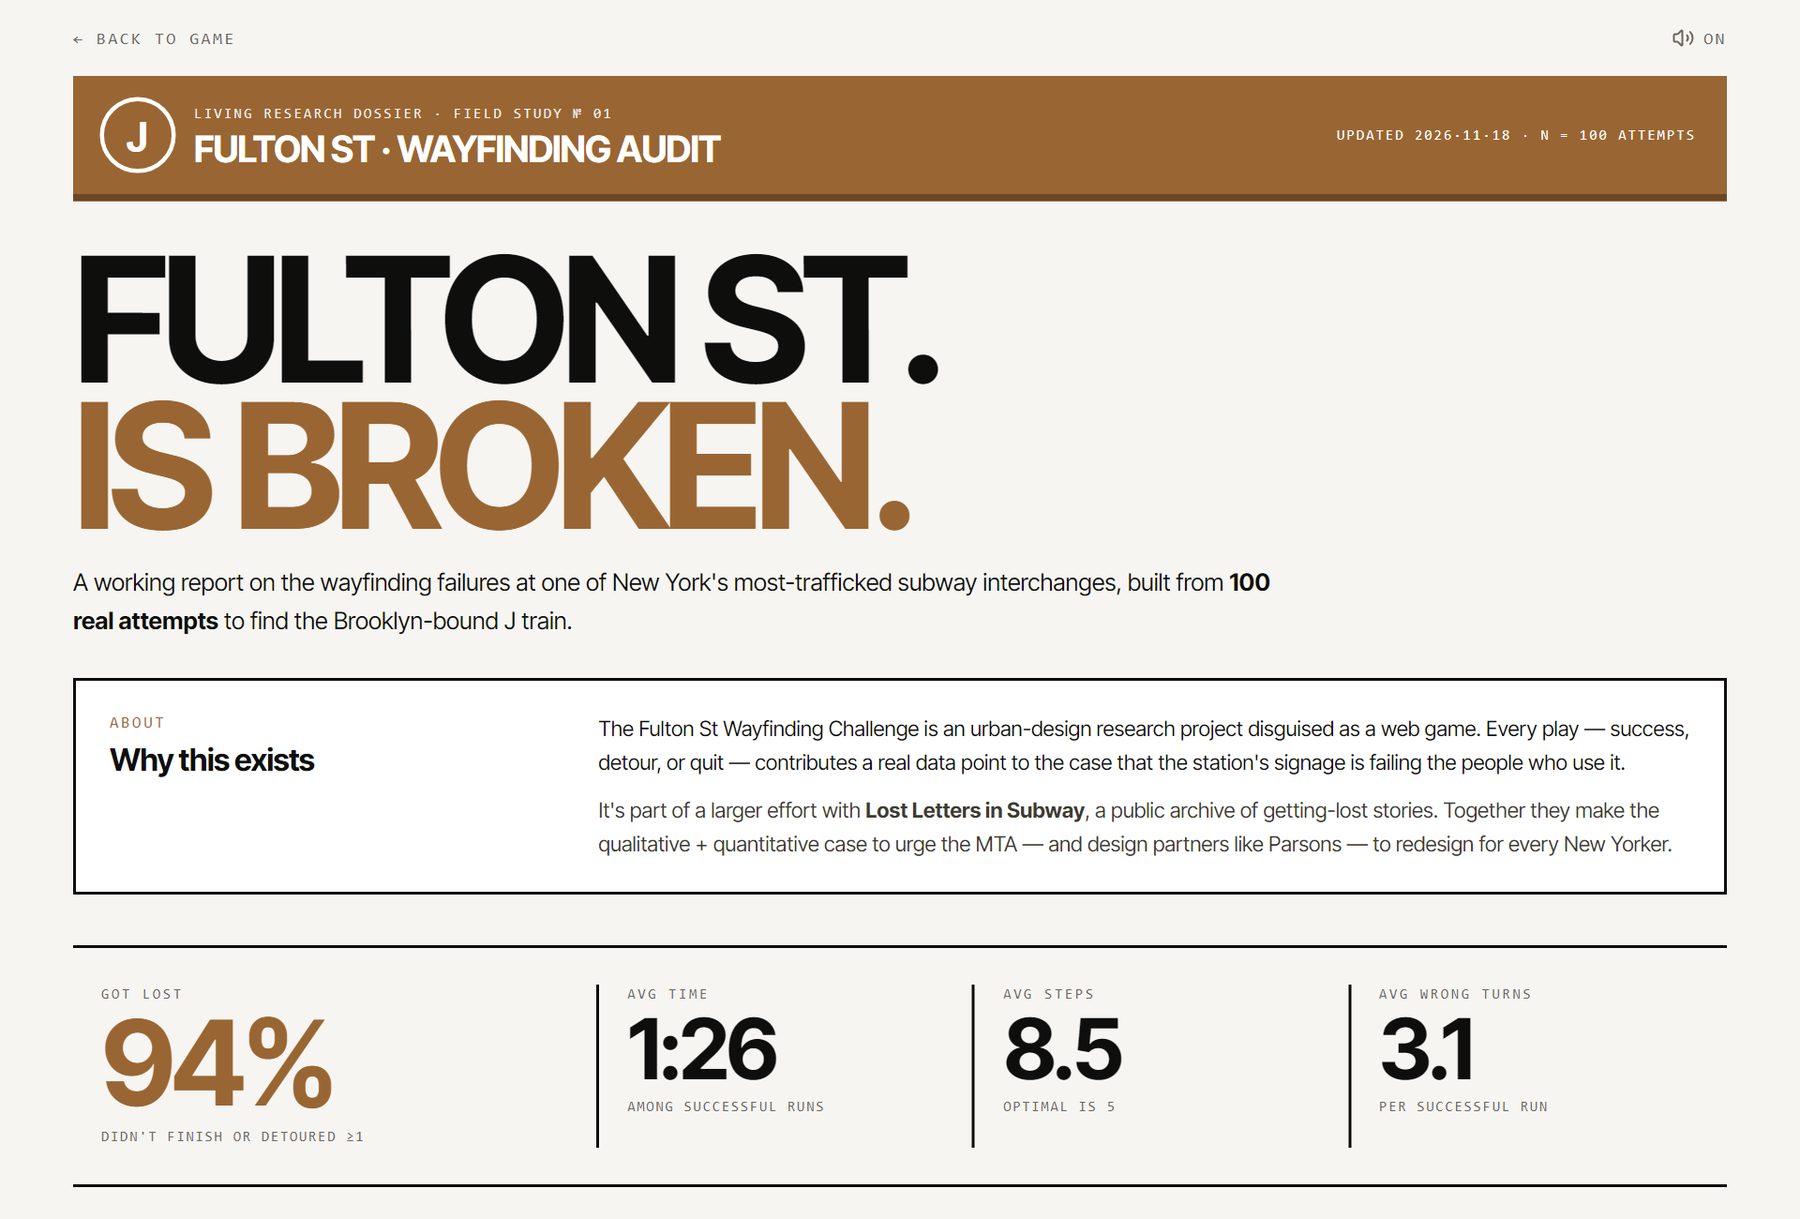 ← BACK TO GAME
ON
J
LIVING RESEARCH DOSSIER · FIELD STUDY № 01
FULTON ST · WAYFINDING AUDIT
UPDATED 2026·11·18 · N = 100 ATTEMPTS
FULTON ST.
IS BROKEN.
A working report on the wayfinding failures at one of New York's most-trafficked subway interchanges, built from 100
real attempts to find the Brooklyn-bound J train.
ABOUT
Why this exists
The Fulton St Wayfinding Challenge is an urban-design research project disguised as a web game. Every play — success,
detour, or quit — contributes a real data point to the case that the station's signage is failing the people who use it.
It's part of a larger effort with Lost Letters in Subway, a public archive of getting-lost stories. Together they make the
qualitative + quantitative case to urge the MTA — and design partners like Parsons — to redesign for every New Yorker.
GOT LOST
94%
DIDN'T FINISH OR DETOURED ≥1
AVG TIME
1:26
AMONG SUCCESSFUL RUNS
AVG STEPS
8.5
OPTIMAL IS 5
AVG WRONG TURNS
3.1
PER SUCCESSFUL RUN